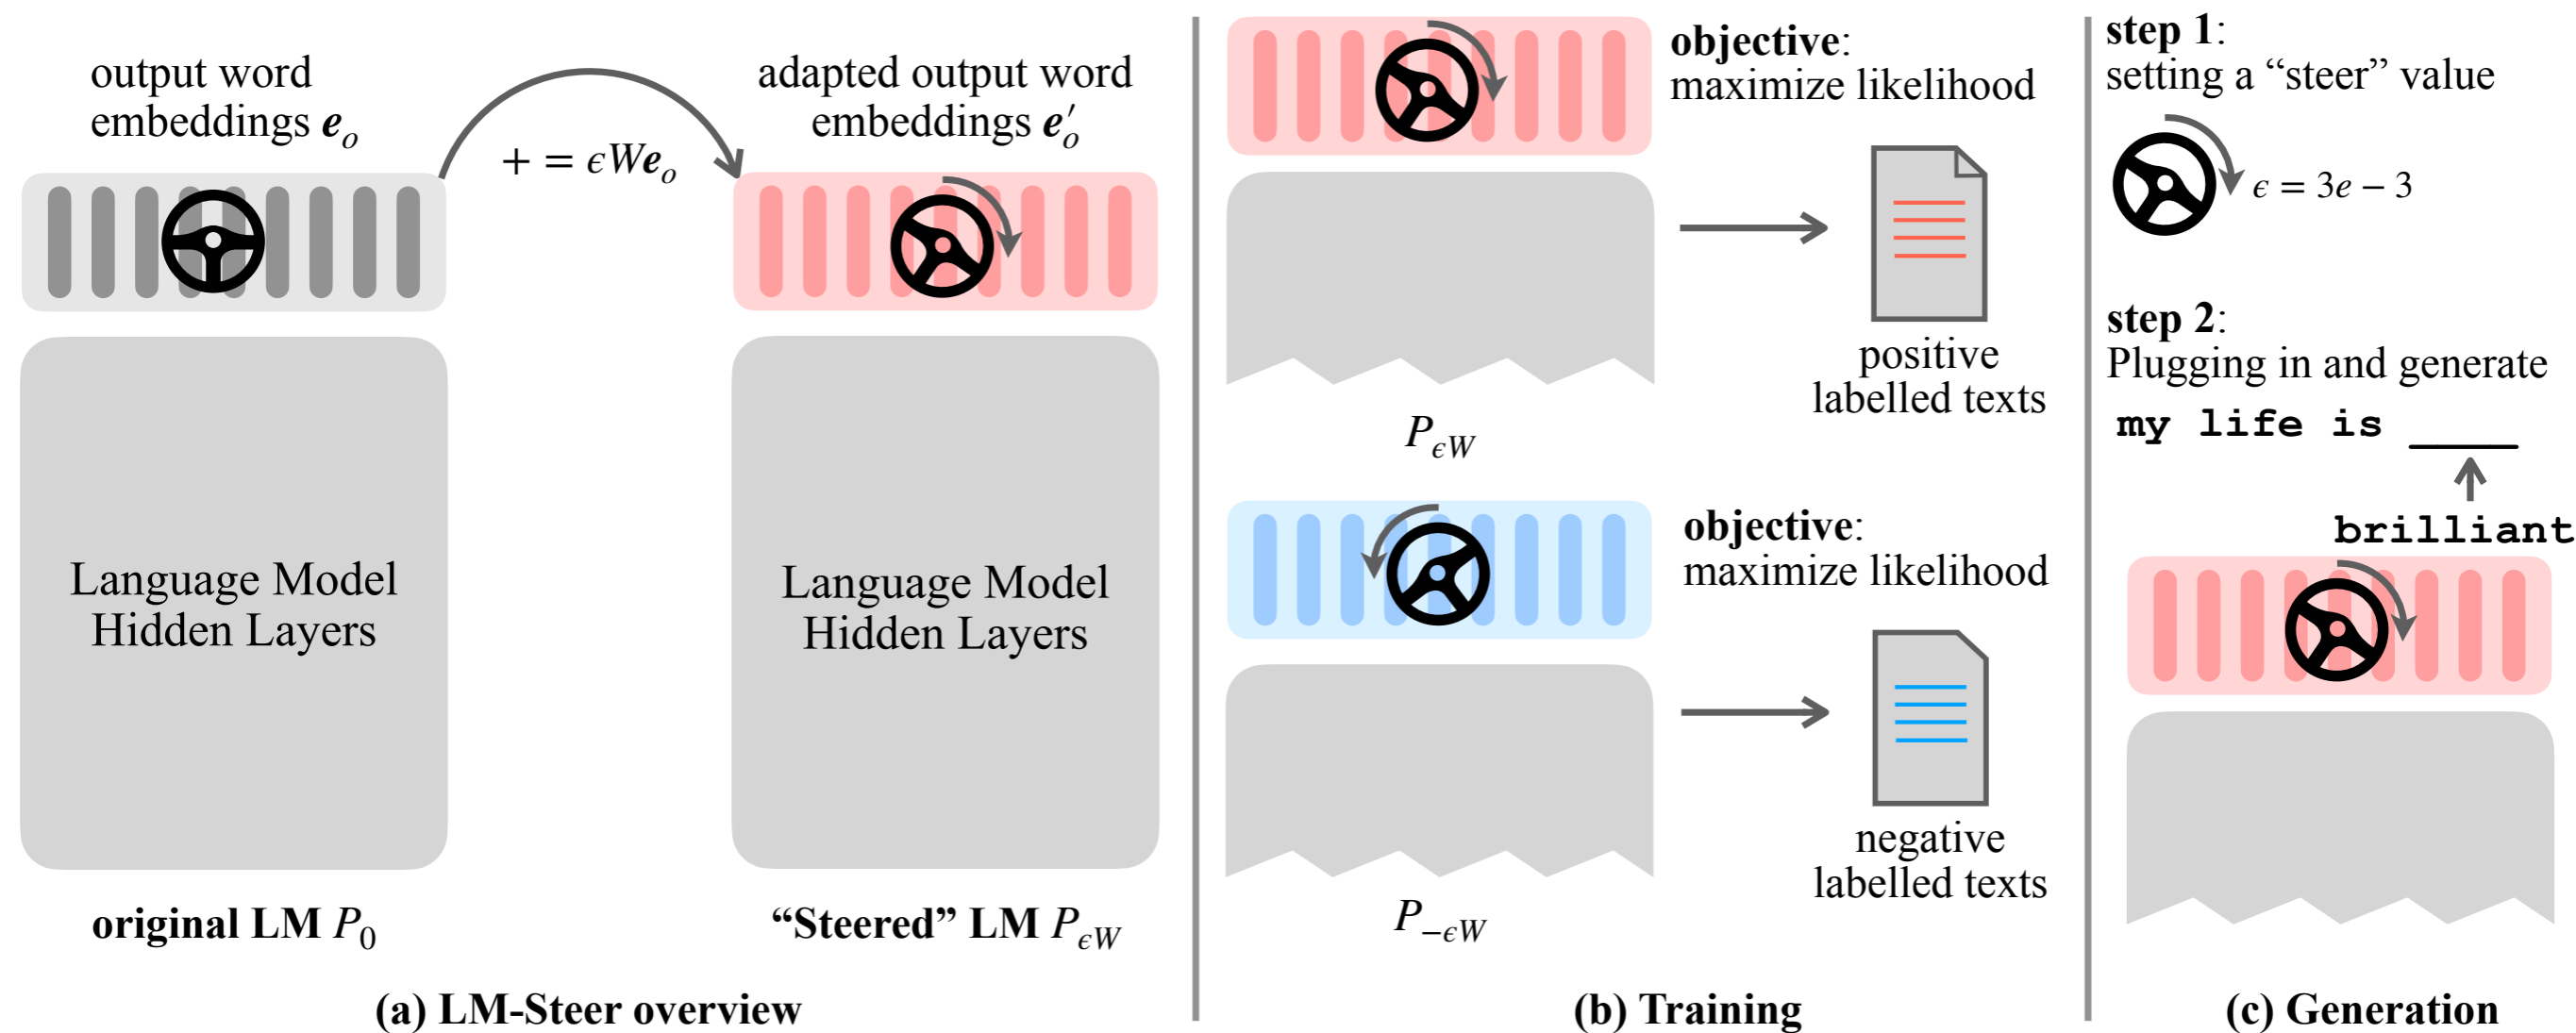 output word
embeddings e_o
+ = ϵWe_o
adapted output word
embeddings e′_o
Language Model
Hidden Layers
Language Model
Hidden Layers
original LM P_0
“Steered” LM P_ϵW
(a) LM-Steer overview
objective:
maximize likelihood
positive
labelled texts
P_ϵW
objective:
maximize likelihood
negative
labelled texts
P_−ϵW
(b) Training
step 1:
setting a “steer” value
ϵ = 3e − 3
step 2:
Plugging in and generate
my life is ____
brilliant
(c) Generation